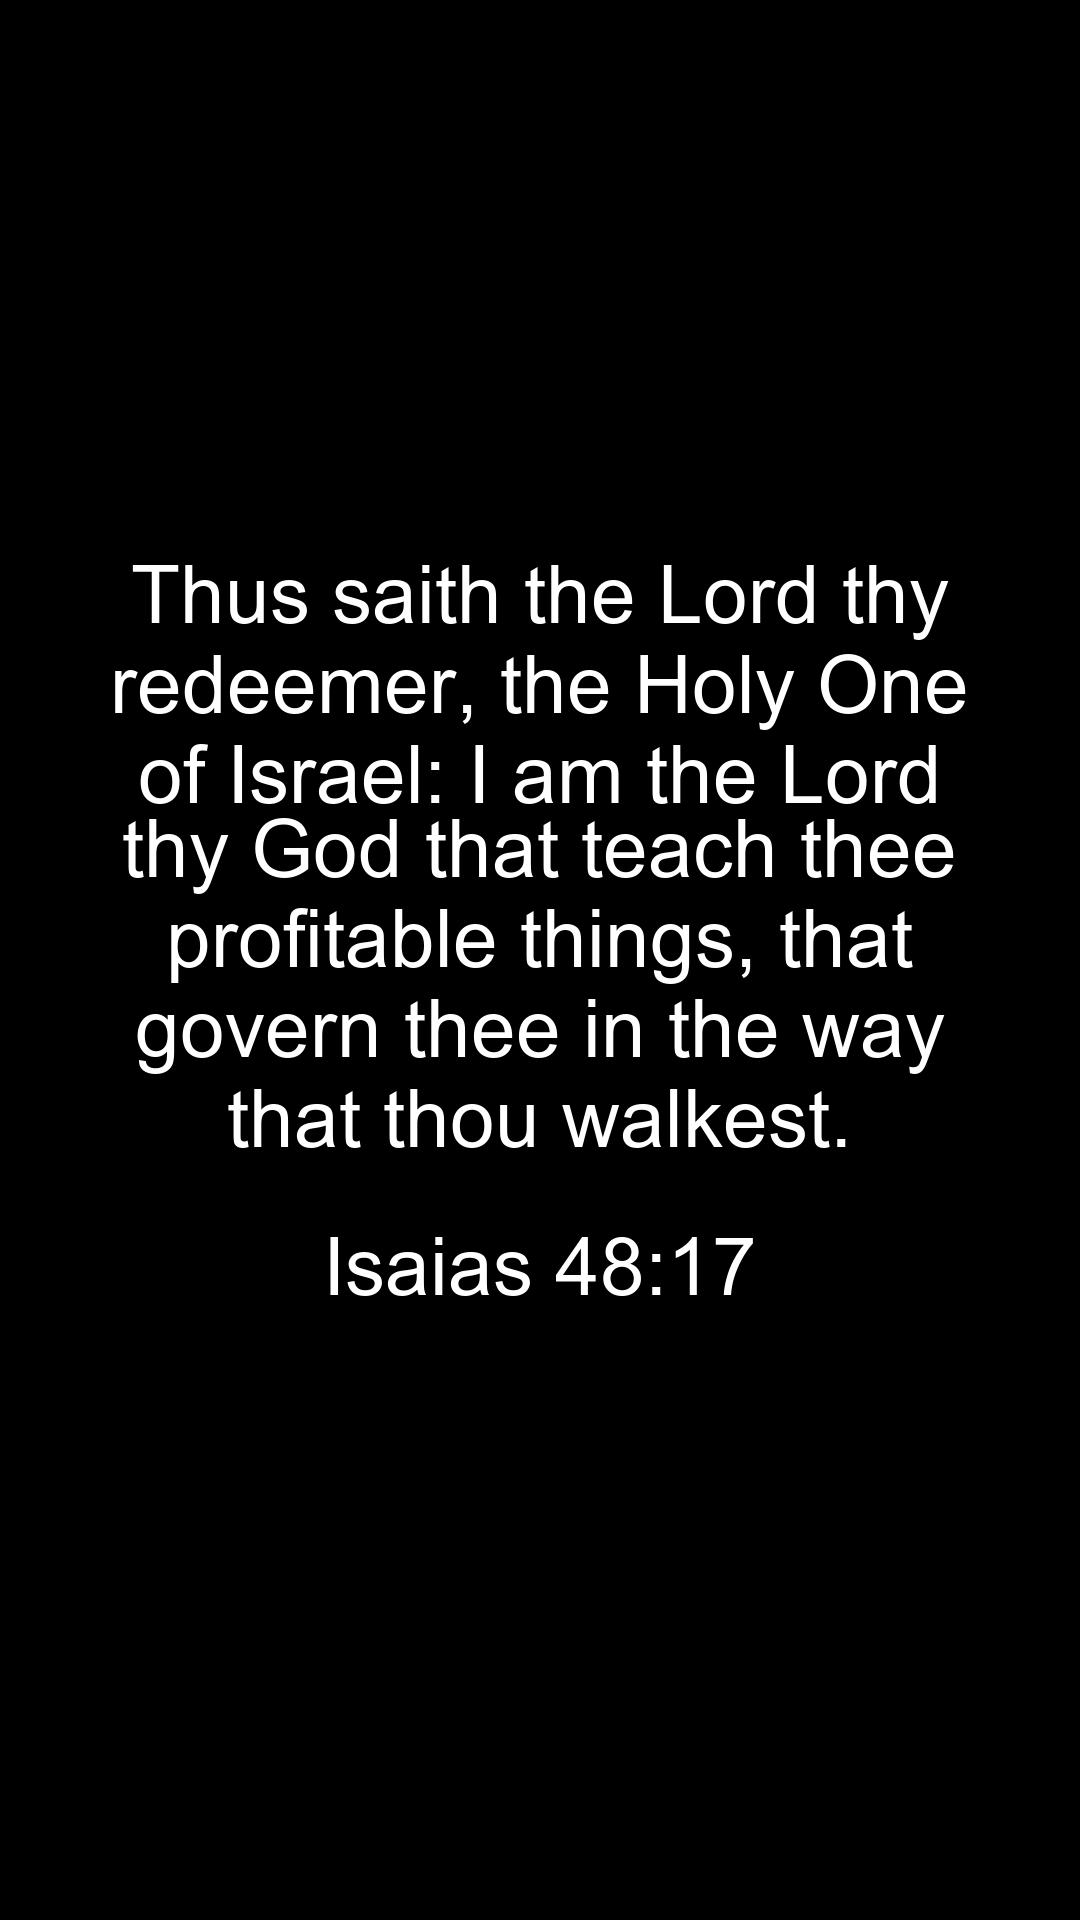 Thus saith the Lord thy
redeemer, the Holy One
of Israel: I am the Lord
thy God that teach thee
profitable things, that
govern thee in the way
that thou walkest.
Isaias 48:17